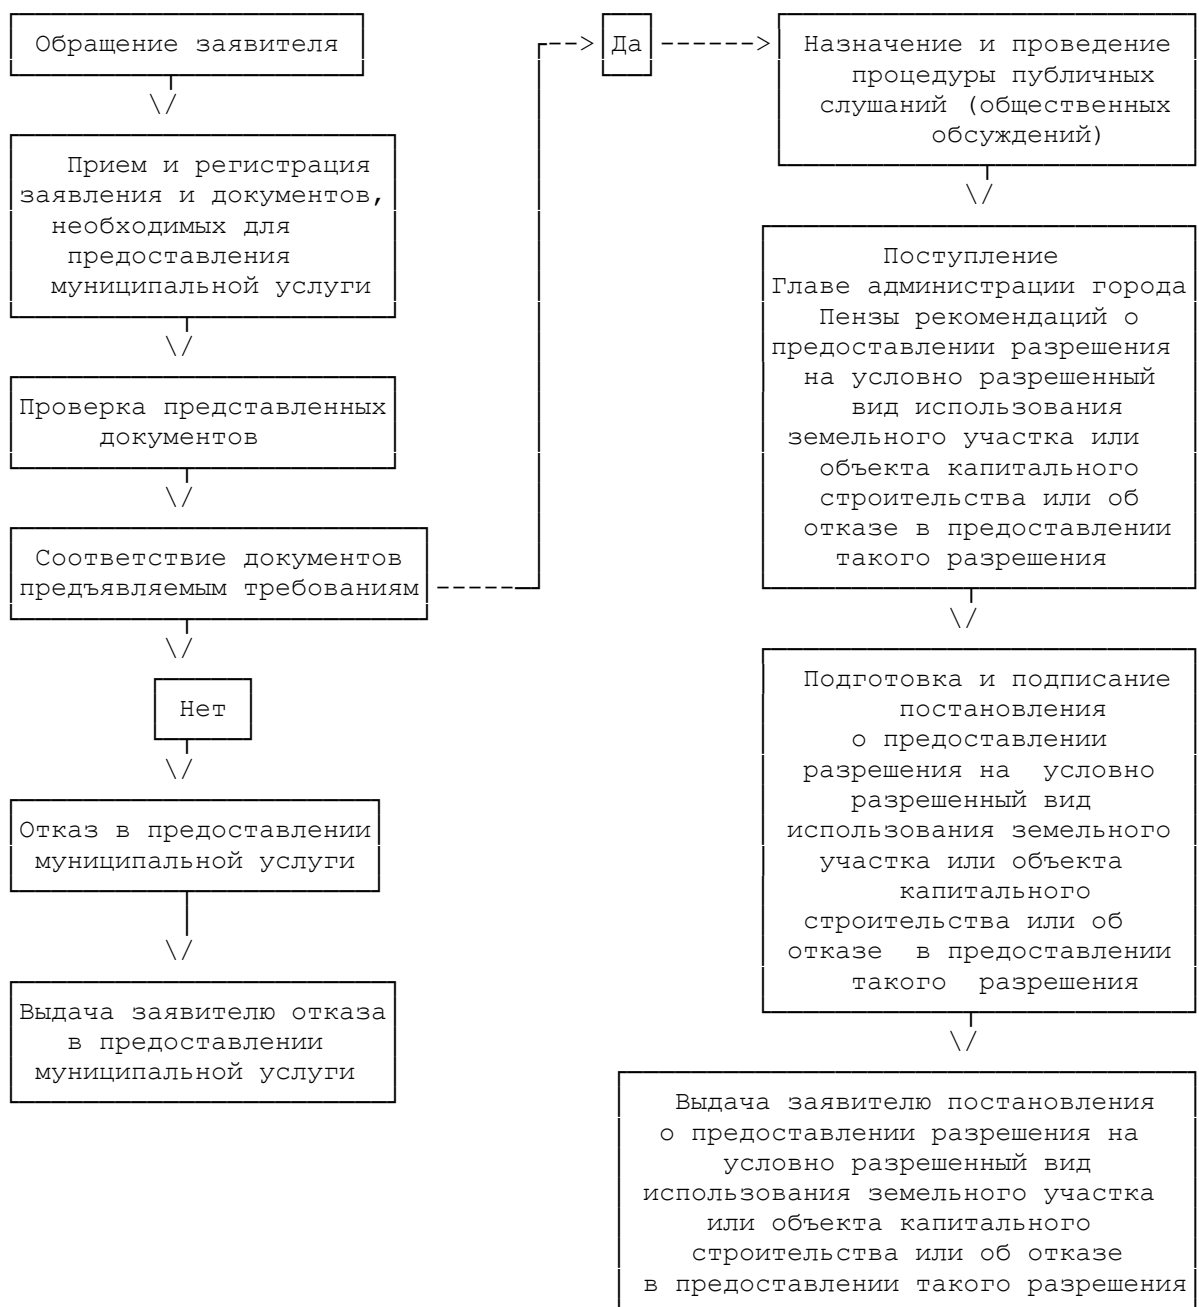 Обращение заявителя
Прием и регистрация
заявления и документов,
необходимых для
предоставления
муниципальной услуги
Проверка представленных
документов
Соответствие документов
предъявляемым требованиям
Нет
Отказ в предоставлении
муниципальной услуги
Выдача заявителю отказа
в предоставлении
муниципальной услуги
Да
Назначение и проведение
процедуры публичных
слушаний (общественных
обсуждений)
Поступление
Главе администрации города
Пензы рекомендаций о
предоставлении разрешения
на условно разрешенный
вид использования
земельного участка или
объекта капитального
строительства или об
отказе в предоставлении
такого разрешения
Подготовка и подписание
постановления
о предоставлении
разрешения на условно
разрешенный вид
использования земельного
участка или объекта
капитального
строительства или об
отказе в предоставлении
такого разрешения
Выдача заявителю постановления
о предоставлении разрешения на
условно разрешенный вид
использования земельного участка
или объекта капитального
строительства или об отказе
в предоставлении такого разрешения